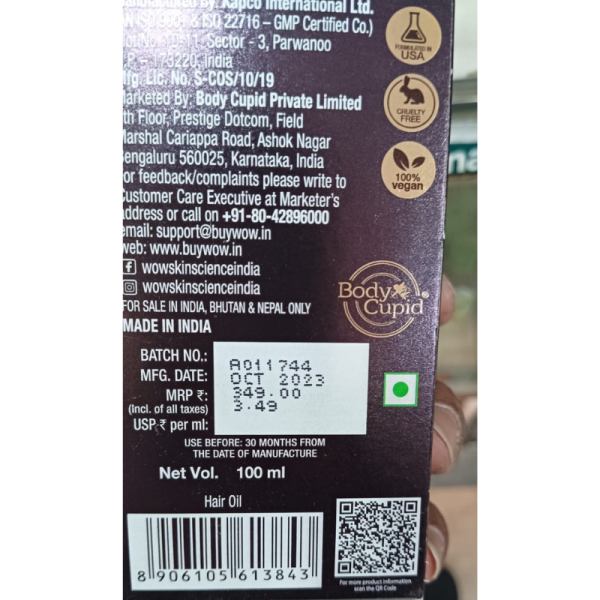 Kapco International Ltd.
ISO 9001 & ISO 22716 – GMP Certified Co.)
11, Sector - 3, Parwanoo
173220, India
Lic. No. S-COS/10/19
Marketed By: Body Cupid Private Limited
Floor, Prestige Dotcom, Field
Marshal Cariappa Road, Ashok Nagar
Bengaluru 560025, Karnataka, India
For feedback/complaints please write to
Customer Care Executive at Marketer's
address or call on +91-80-42896000
email: support@buywow.in
web: www.buywow.in
wowskinscienceindia
wowskinscienceindia
FOR SALE IN INDIA, BHUTAN & NEPAL ONLY
MADE IN INDIA
FORMULATED IN
USA
CRUELTY
FREE
100%
vegan
Body
Cupid®
BATCH NO.: A011744
MFG. DATE: OCT 2023
MRP ₹: 349.00
(Incl. of all taxes)
USP ₹ per ml: 3.49
USE BEFORE: 30 MONTHS FROM
THE DATE OF MANUFACTURE
Net Vol. 100 ml
Hair Oil
8 906105 613843
For more product information
scan the QR Code